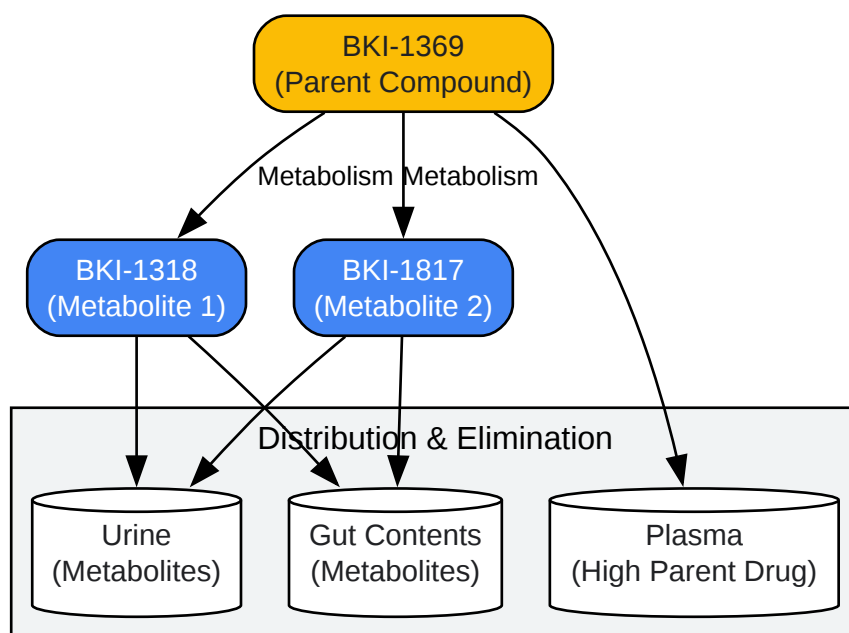 BKI-1369
(Parent Compound)
Metabolism
Metabolism
BKI-1318
(Metabolite 1)
BKI-1817
(Metabolite 2)
Distribution & Elimination
Urine
(Metabolites)
Gut Contents
(Metabolites)
Plasma
(High Parent Drug)